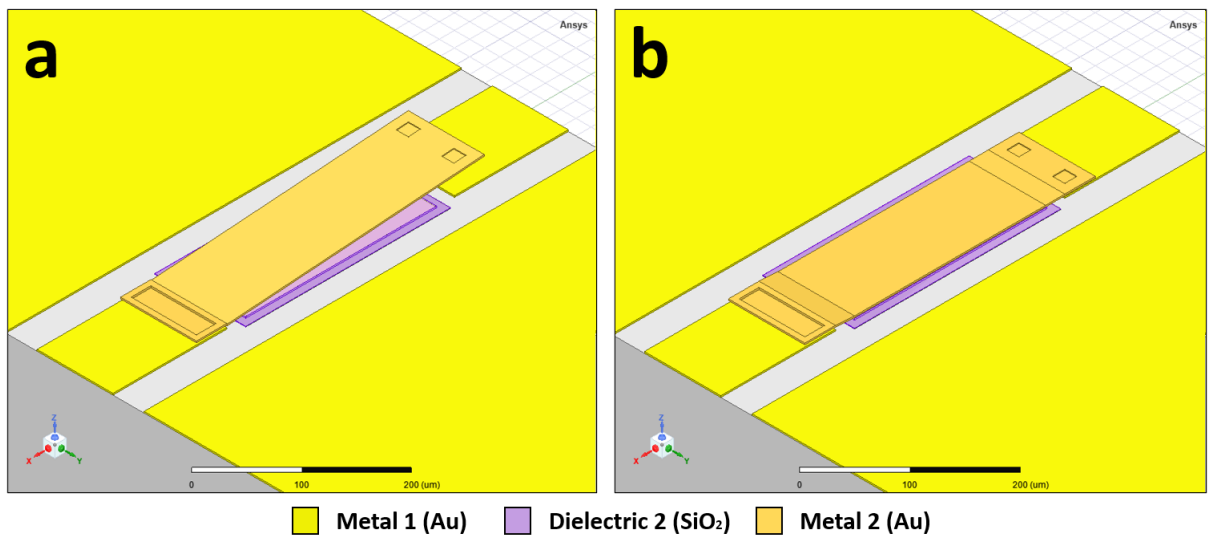 a
Ansys
Z
X
Y
0
100
200 (um)
b
Ansys
Z
X
Y
0
100
200 (um)
Metal 1 (Au)
Dielectric 2 (SiO₂)
Metal 2 (Au)